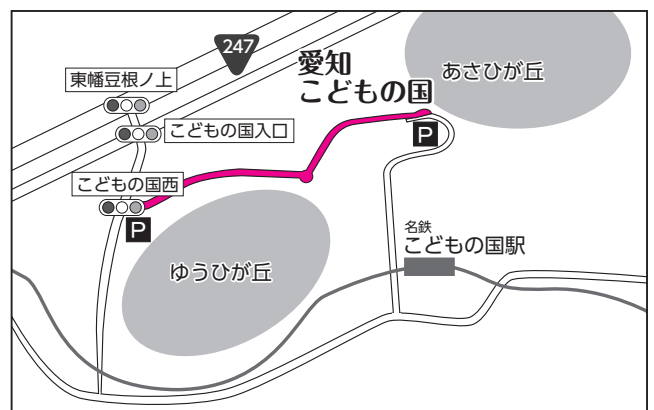 247
愛知
こどもの国
あさひが丘
東幡豆根ノ上
こどもの国入口
P
こどもの国西
P
名鉄
こどもの国駅
ゆうひが丘